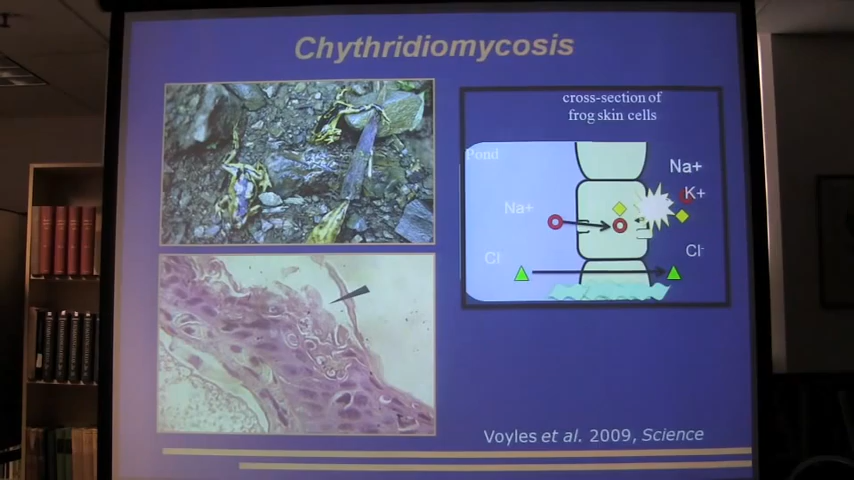 Chythridiomycosis
cross-section of
frog skin cells
Pond
Na+
K+
Na+
Cl-
Cl
Voyles et al. 2009, Science